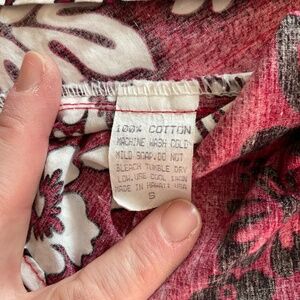 100% COTTON
MACHINE WASH COLD
MILD SOAP. DO NOT
BLEACH TUMBLE DRY
LOW. USE COOL IRON
MADE IN HAWAII USA
S